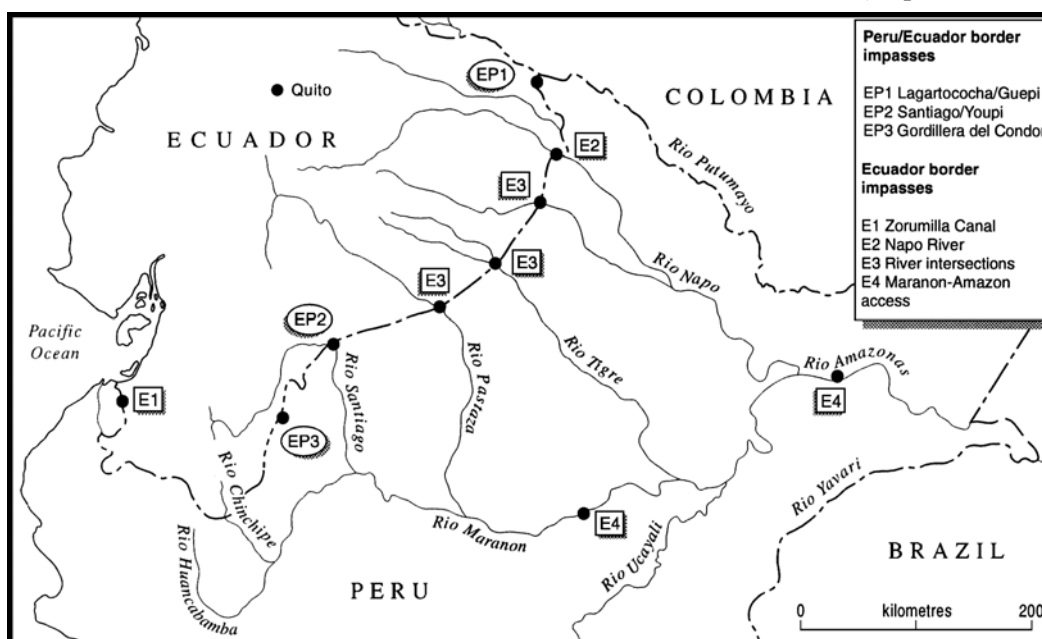 Peru/Ecuador border
impasses
EP1 Lagartococha/Guepi
EP2 Santiago/Youpi
EP3 Gordillera del Condor
Ecuador border
impasses
E1 Zorumilla Canal
E2 Napo River
E3 River intersections
E4 Maranon-Amazon
access
EP1
Quito
COLOMBIA
ECUADOR
E2
Rio Putumayo
E3
E3
Rio Napo
E3
EP2
Pacific
Ocean
Rio Tigre
Rio Amazonas
Rio Santiago
Rio Pastaza
E1
E4
EP3
Rio Chinchipe
Rio Yavari
E4
Rio Maranon
Rio Ucayali
Rio Huancabamba
PERU
BRAZIL
0 kilometres 200